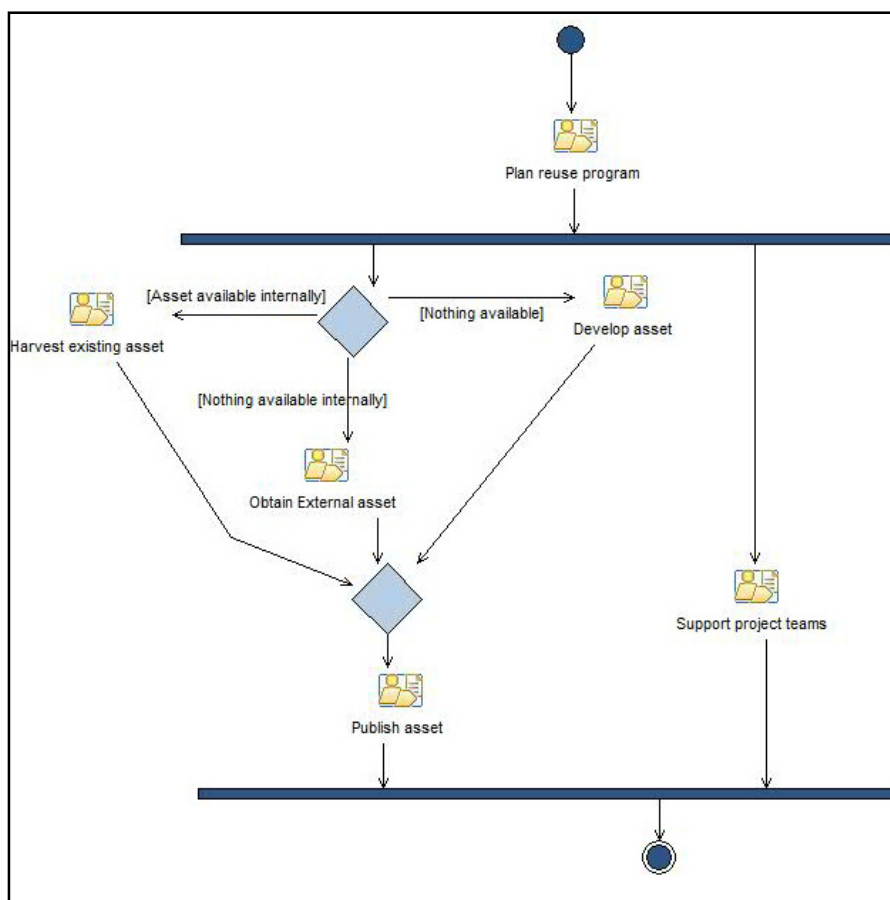 Plan reuse program
[Asset available internally]
[Nothing available]
Harvest existing asset
Develop asset
[Nothing available internally]
Obtain External asset
Support project teams
Publish asset